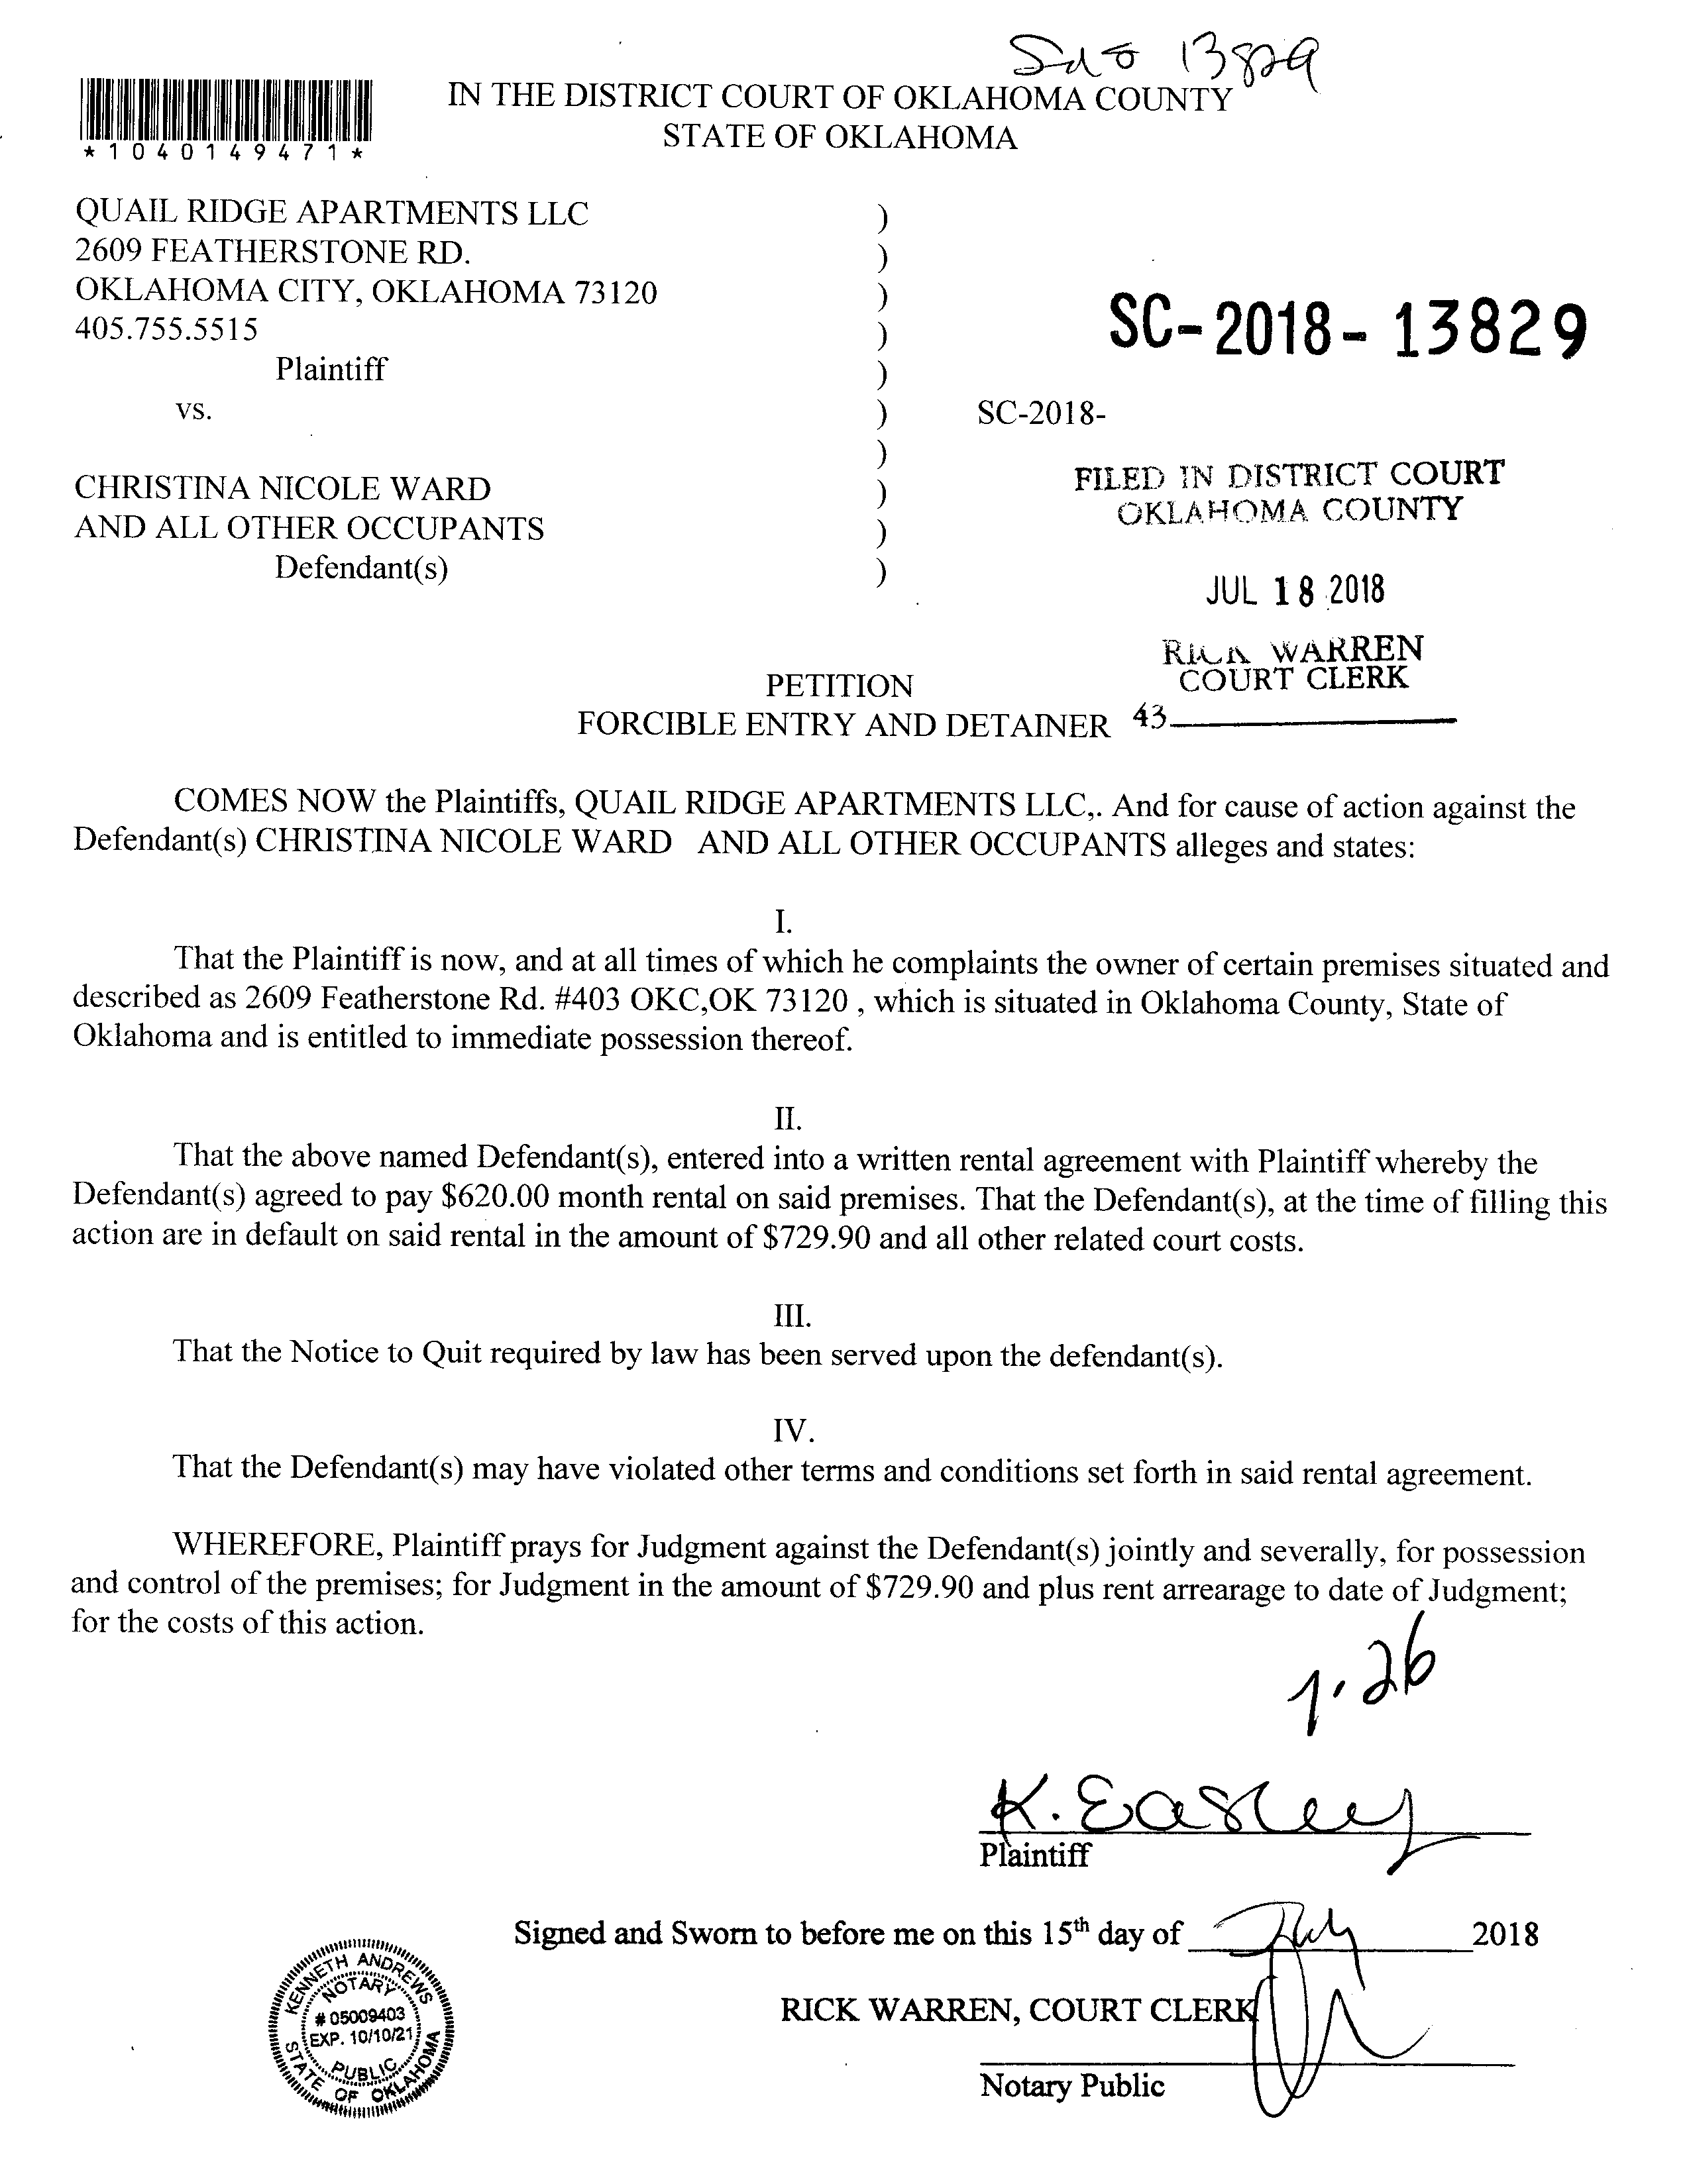 13829
*1040149471*
IN THE DISTRICT COURT OF OKLAHOMA COUNTY
STATE OF OKLAHOMA
QUAIL RIDGE APARTMENTS LLC )
2609 FEATHERSTONE RD. )
OKLAHOMA CITY, OKLAHOMA 73120 )
405.755.5515 )
Plaintiff )
SC-2018-13829
vs. ) SC-2018-
)
CHRISTINA NICOLE WARD )
AND ALL OTHER OCCUPANTS )
Defendant(s) )
FILED IN DISTRICT COURT
OKLAHOMA COUNTY
JUL 18 2018
RICK WARREN
COURT CLERK
43
PETITION
FORCIBLE ENTRY AND DETAINER
COMES NOW the Plaintiffs, QUAIL RIDGE APARTMENTS LLC,. And for cause of action against the
Defendant(s) CHRISTINA NICOLE WARD AND ALL OTHER OCCUPANTS alleges and states:
I.
That the Plaintiff is now, and at all times of which he complaints the owner of certain premises situated and
described as 2609 Featherstone Rd. #403 OKC,OK 73120 , which is situated in Oklahoma County, State of
Oklahoma and is entitled to immediate possession thereof.
II.
That the above named Defendant(s), entered into a written rental agreement with Plaintiff whereby the
Defendant(s) agreed to pay $620.00 month rental on said premises. That the Defendant(s), at the time of filling this
action are in default on said rental in the amount of $729.90 and all other related court costs.
III.
That the Notice to Quit required by law has been served upon the defendant(s).
IV.
That the Defendant(s) may have violated other terms and conditions set forth in said rental agreement.
WHEREFORE, Plaintiff prays for Judgment against the Defendant(s) jointly and severally, for possession
and control of the premises; for Judgment in the amount of $729.90 and plus rent arrearage to date of Judgment;
for the costs of this action.
7.26
K. Easley
Plaintiff
Signed and Sworn to before me on this 15th day of July 2018
RICK WARREN, COURT CLERK
Notary Public
KENNETH ANDREWS
NOTARY
# 05009403
EXP. 10/10/21
PUBLIC
STATE OF OKLAHOMA